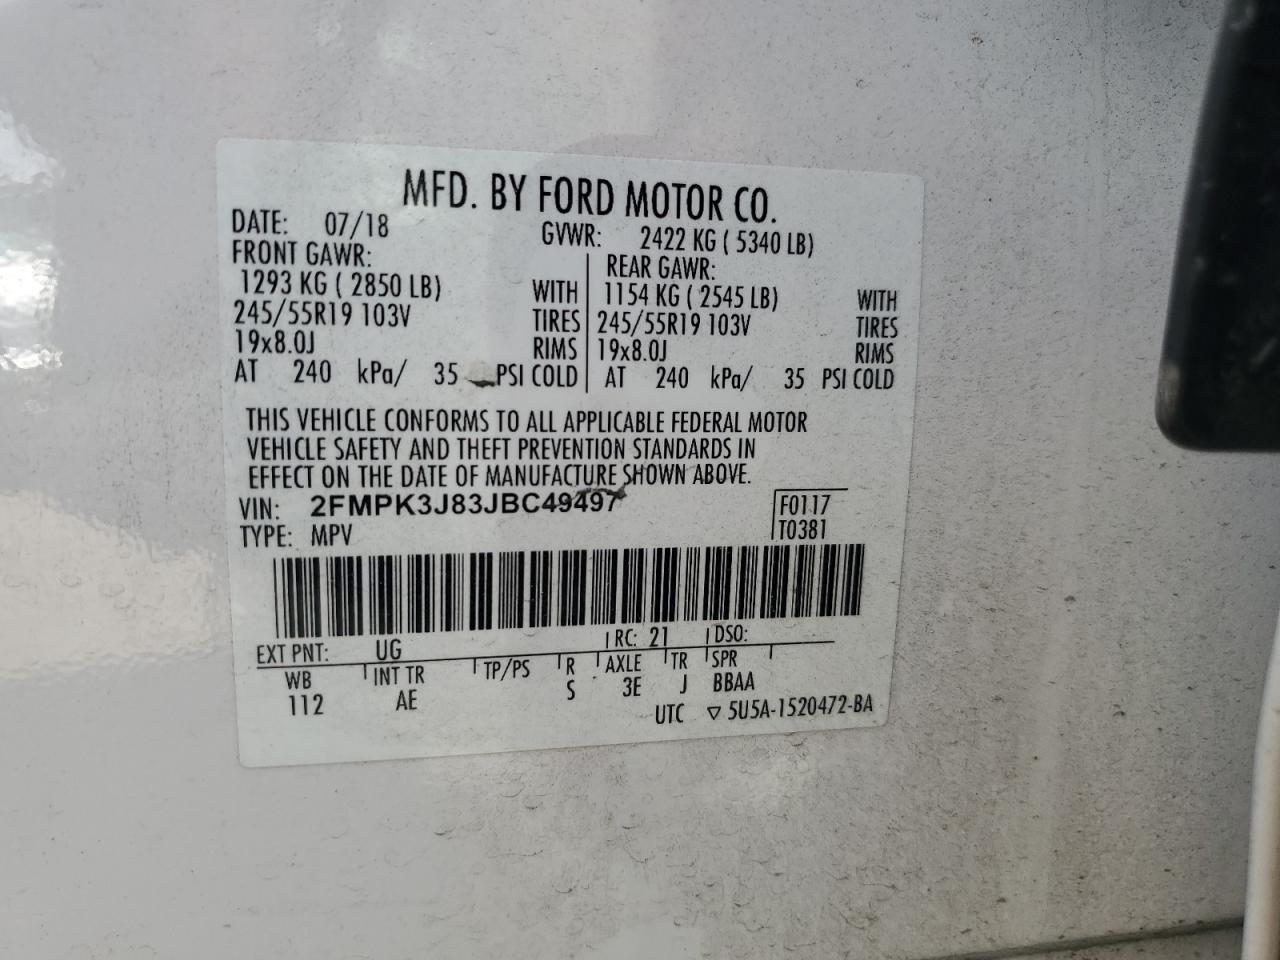 MFD. BY FORD MOTOR CO.
DATE: 07/18 GVWR: 2422 KG ( 5340 LB)
FRONT GAWR: REAR GAWR:
1293 KG ( 2850 LB) WITH 1154 KG ( 2545 LB) WITH
245/55R19 103V TIRES 245/55R19 103V TIRES
19x8.0J RIMS 19x8.0J RIMS
AT 240 kPa/ 35 PSI COLD AT 240 kPa/ 35 PSI COLD
THIS VEHICLE CONFORMS TO ALL APPLICABLE FEDERAL MOTOR
VEHICLE SAFETY AND THEFT PREVENTION STANDARDS IN
EFFECT ON THE DATE OF MANUFACTURE SHOWN ABOVE.
VIN: 2FMPK3J83JBC49497 F0117
TYPE: MPV T0381
EXT PNT: UG RC: 21 DSO:
WB INT TR TP/PS R AXLE TR SPR
112 AE S 3E J BBAA
UTC ▽ 5U5A-1520472-BA